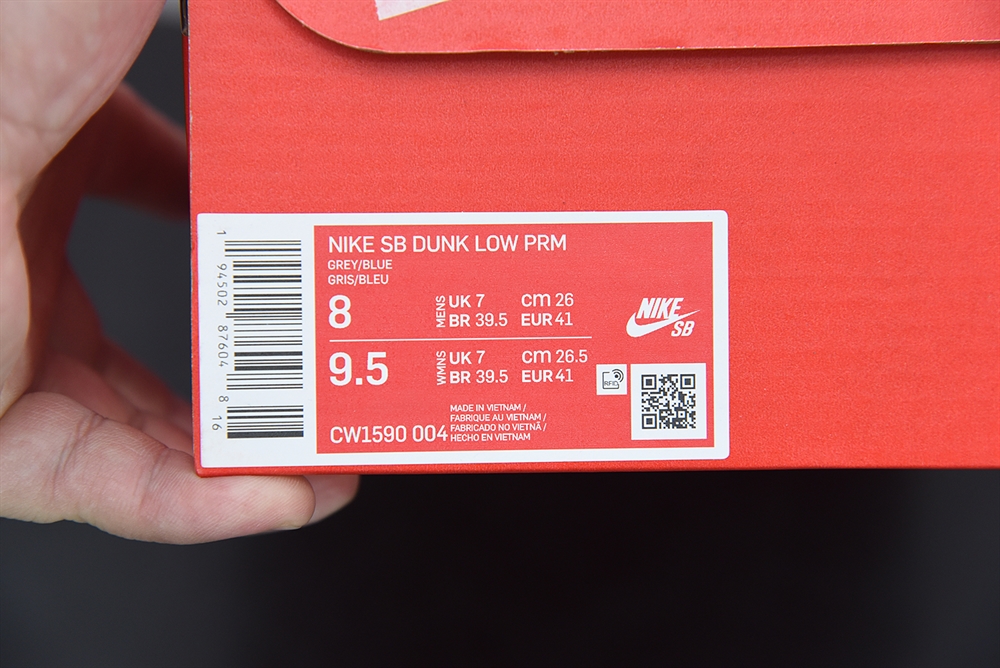 NIKE SB DUNK LOW PRM
GREY/BLUE
GRIS/BLEU
8
MENS
UK 7 cm 26
BR 39.5 EUR 41
9.5
WMNS
UK 7 cm 26.5
BR 39.5 EUR 41
CW1590 004
MADE IN VIETNAM /
FABRIQUE AU VIETNAM /
FABRICADO NO VIETNÃ /
HECHO EN VIETNAM
NIKE
SB
RFID
1 94502 87604 8 16